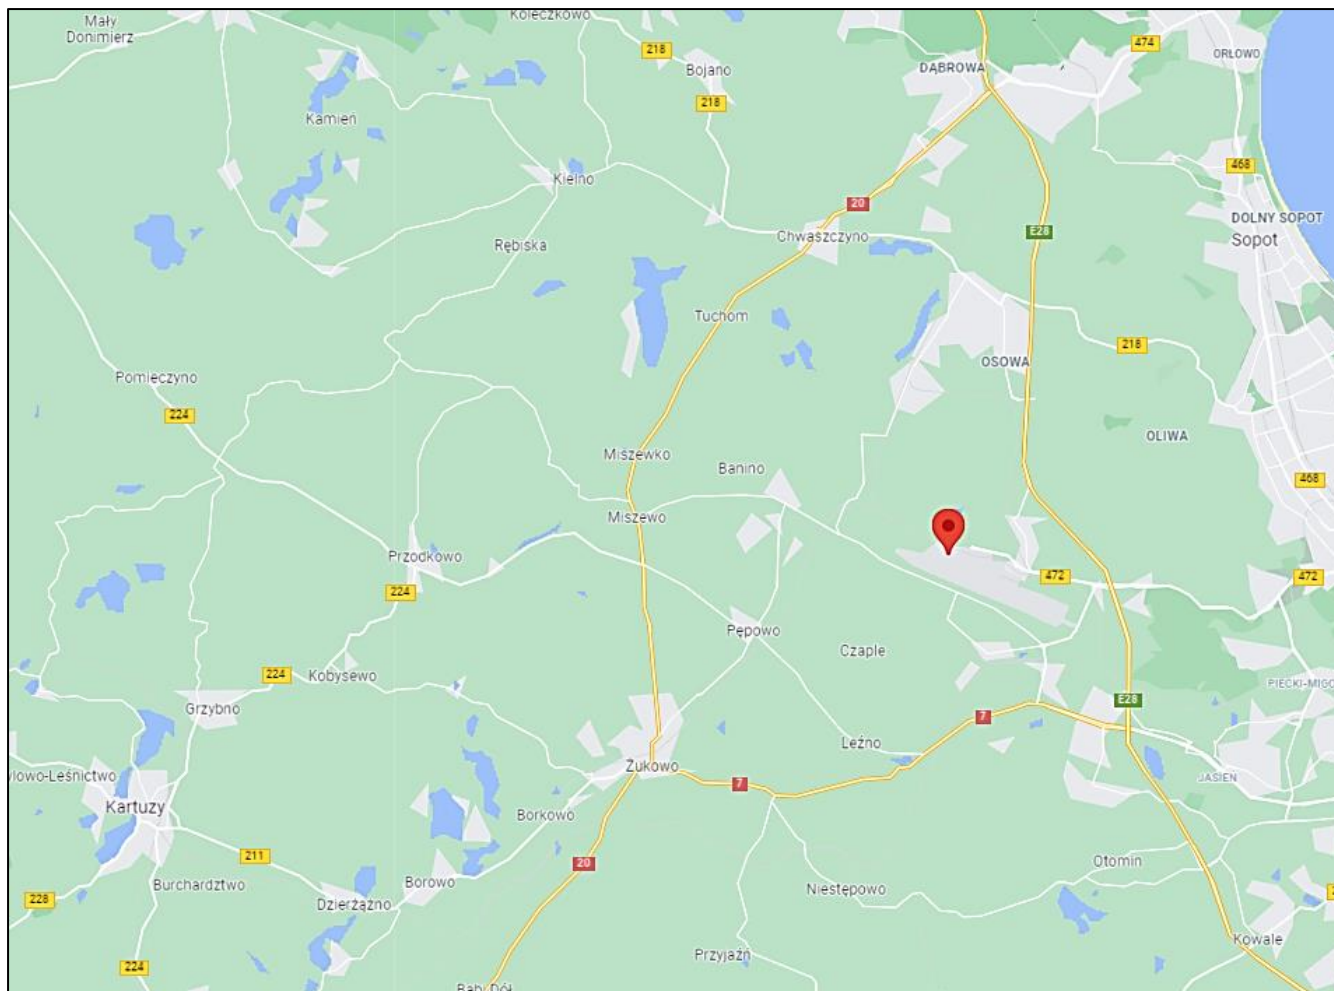 Koleczkowo
Mały
Donimierz
218
474
ORŁOWO
Bojano
DĄBROWA
218
Kamień
468
Kielno
20
DOLNY SOPOT
Chwaszczyno
E28
Sopot
Rębiska
Tuchom
218
OSOWA
Pomieczyno
224
OLIWA
Miszewko
Banino
468
Miszewo
Przodkowo
472
472
224
Pępowo
Czaple
224
Kobysewo
PIECKI-MIGO
E28
Grzybno
7
Leźno
Żukowo
ylowo-Leśnictwo
JASIEŃ
7
Kartuzy
Borkowo
211
20
Otomin
Burchardztwo
Borowo
Niestępowo
228
Dzierżążno
Kowale
Przyjaźń
224
Babi Dół